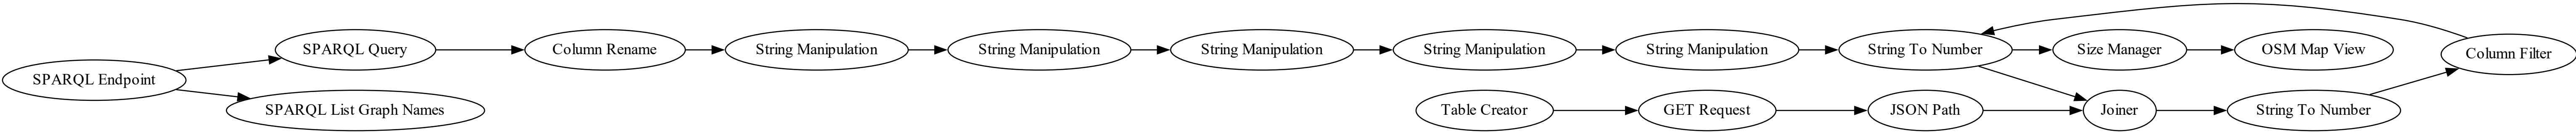 SPARQL Endpoint
SPARQL Query
SPARQL List Graph Names
Column Rename
String Manipulation
String Manipulation
String Manipulation
String Manipulation
String Manipulation
String To Number
Size Manager
OSM Map View
Column Filter
Table Creator
GET Request
JSON Path
Joiner
String To Number